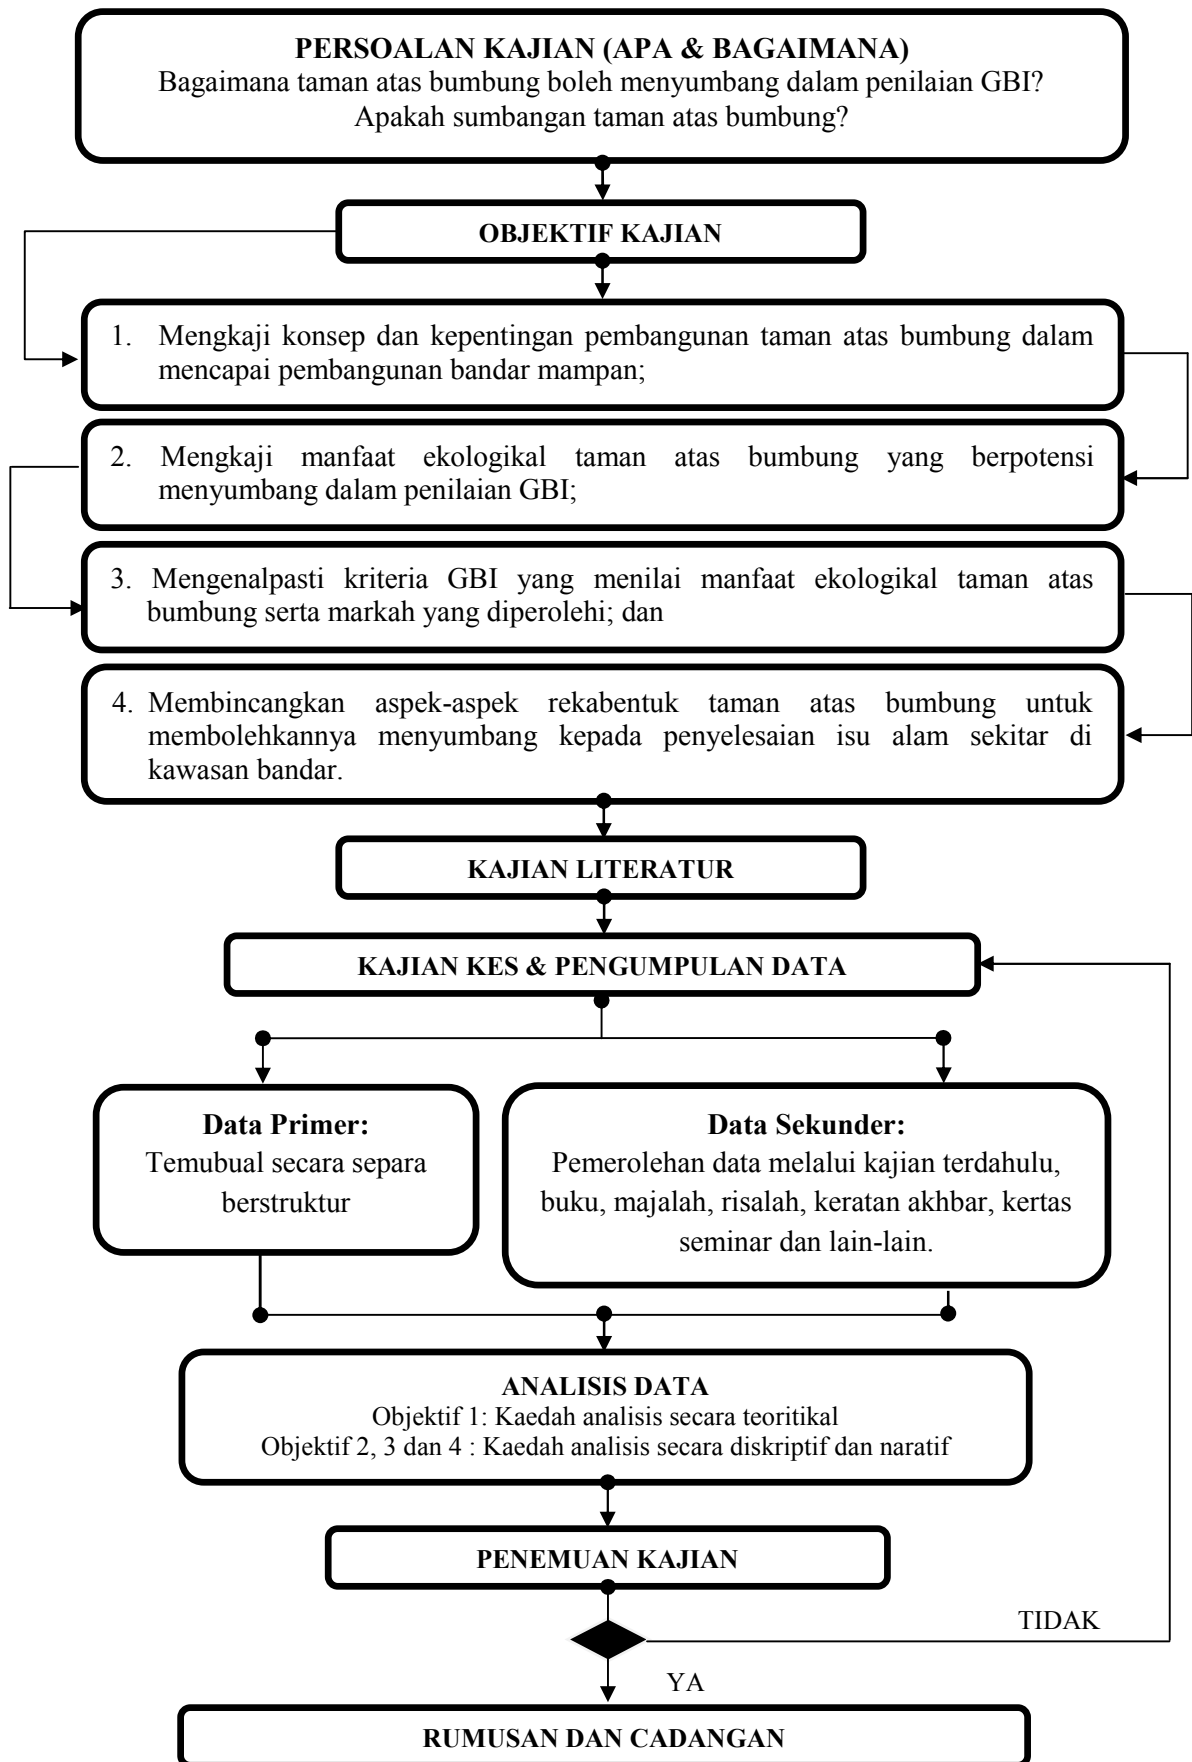 PERSOALAN KAJIAN (APA & BAGAIMANA)
Bagaimana taman atas bumbung boleh menyumbang dalam penilaian GBI?
Apakah sumbangan taman atas bumbung?
OBJEKTIF KAJIAN
1. Mengkaji konsep dan kepentingan pembangunan taman atas bumbung dalam
mencapai pembangunan bandar mampan;
2. Mengkaji manfaat ekologikal taman atas bumbung yang berpotensi
menyumbang dalam penilaian GBI;
3. Mengenalpasti kriteria GBI yang menilai manfaat ekologikal taman atas
bumbung serta markah yang diperolehi; dan
4. Membincangkan aspek-aspek rekabentuk taman atas bumbung untuk
membolehkannya menyumbang kepada penyelesaian isu alam sekitar di
kawasan bandar.
KAJIAN LITERATUR
KAJIAN KES & PENGUMPULAN DATA
Data Primer:
Temubual secara separa
berstruktur
Data Sekunder:
Pemerolehan data melalui kajian terdahulu,
buku, majalah, risalah, keratan akhbar, kertas
seminar dan lain-lain.
ANALISIS DATA
Objektif 1: Kaedah analisis secara teoritikal
Objektif 2, 3 dan 4 : Kaedah analisis secara diskriptif dan naratif
PENEMUAN KAJIAN
TIDAK
YA
RUMUSAN DAN CADANGAN